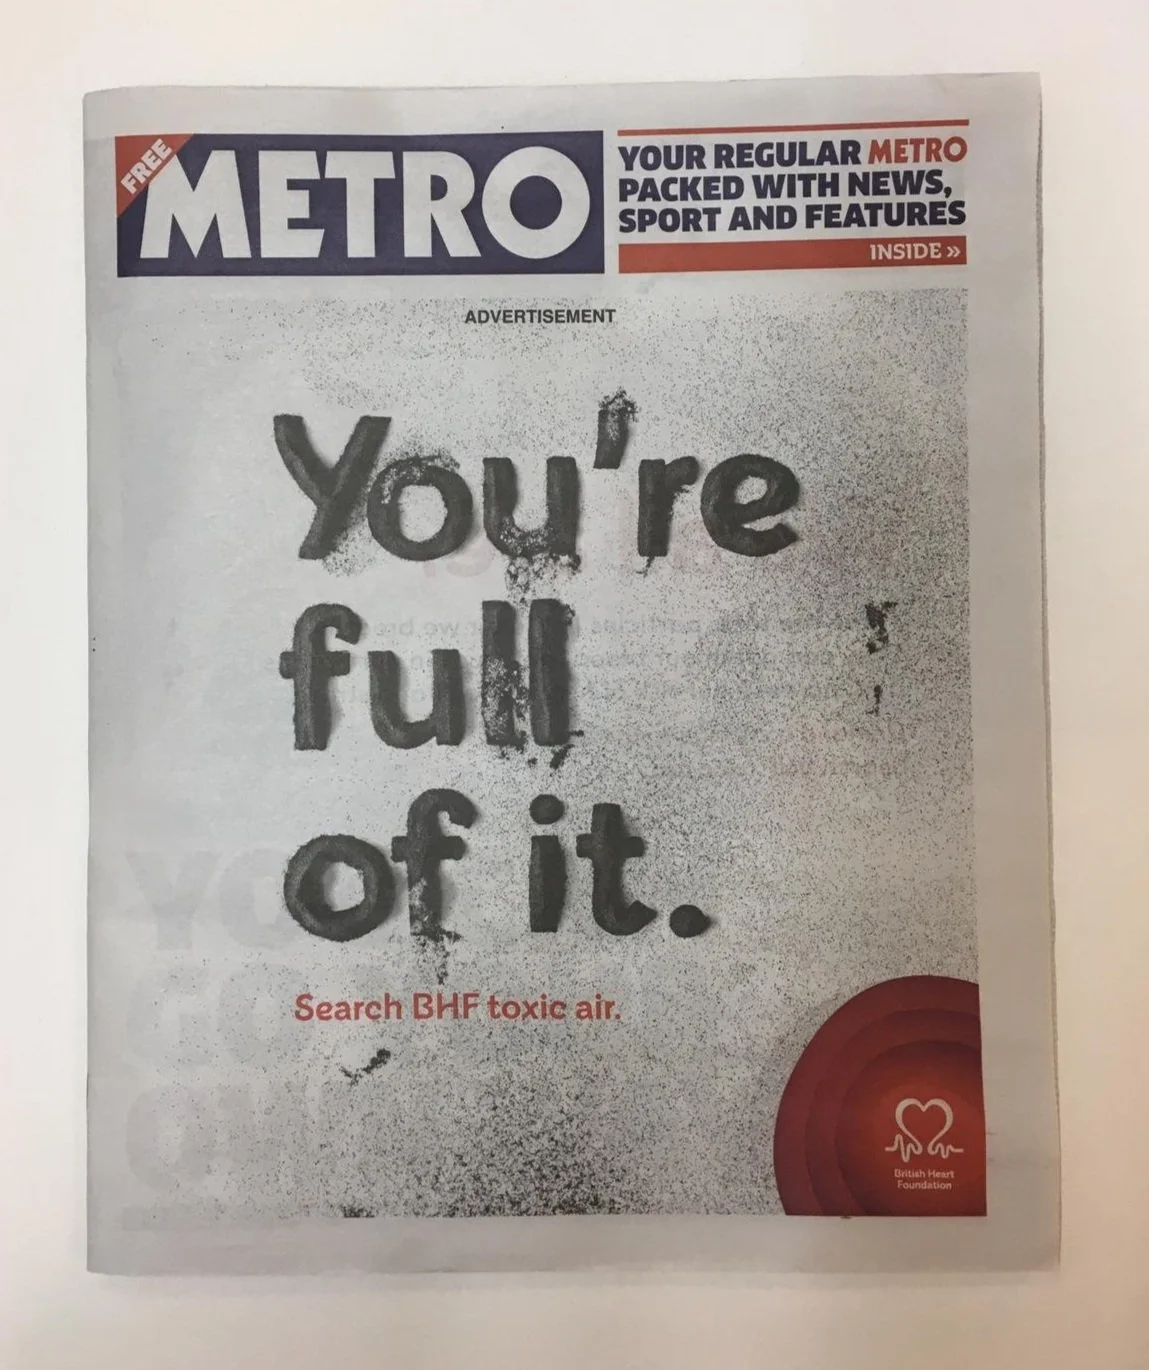 FREE
METRO
YOUR REGULAR METRO
PACKED WITH NEWS,
SPORT AND FEATURES
INSIDE »
ADVERTISEMENT
You're
full
of it.
Search BHF toxic air.
British Heart
Foundation